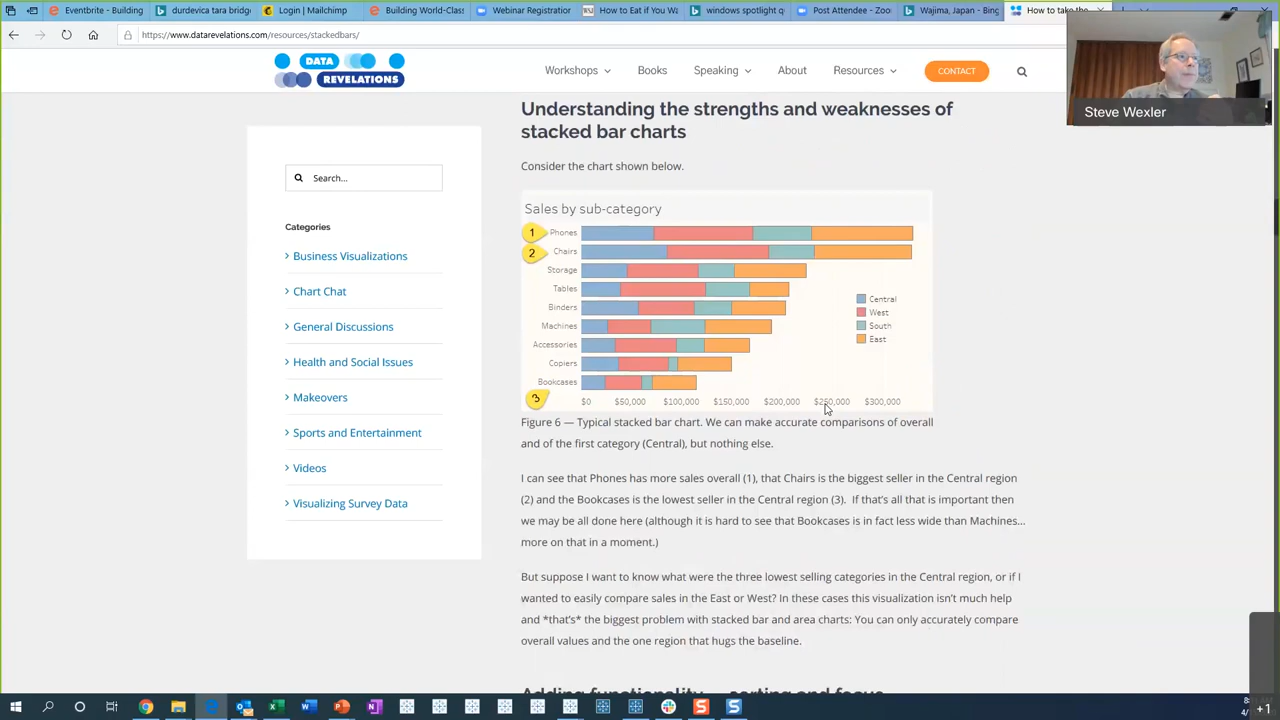 Eventbrite - Building
durdevica tara bridg
Login | Mailchimp
Building World-Class
Webinar Registration
How to Eat if You Wa
windows spotlight q
Post Attendee - Zoo
Wajima, Japan - Bing
How to take the
https://www.datarevelations.com/resources/stackedbars/
DATA
REVELATIONS
Workshops
Books
Speaking
About
Resources
CONTACT
Steve Wexler
Search...
Categories
Business Visualizations
Chart Chat
General Discussions
Health and Social Issues
Makeovers
Sports and Entertainment
Videos
Visualizing Survey Data
Understanding the strengths and weaknesses of
stacked bar charts
Consider the chart shown below.
Sales by sub-category
1 Phones
2 Chairs
Storage
Tables
Binders
Machines
Accessories
Copiers
Bookcases
3
$0 $50,000 $100,000 $150,000 $200,000 $250,000 $300,000
Central
West
South
East
Figure 6 — Typical stacked bar chart. We can make accurate comparisons of overall
and of the first category (Central), but nothing else.
I can see that Phones has more sales overall (1), that Chairs is the biggest seller in the Central region
(2) and the Bookcases is the lowest seller in the Central region (3). If that's all that is important then
we may be all done here (although it is hard to see that Bookcases is in fact less wide than Machines...
more on that in a moment.)
But suppose I want to know what were the three lowest selling categories in the Central region, or if I
wanted to easily compare sales in the East or West? In these cases this visualization isn't much help
and *that's* the biggest problem with stacked bar and area charts: You can only accurately compare
overall values and the one region that hugs the baseline.
Adding functionality — sorting and focus
+1